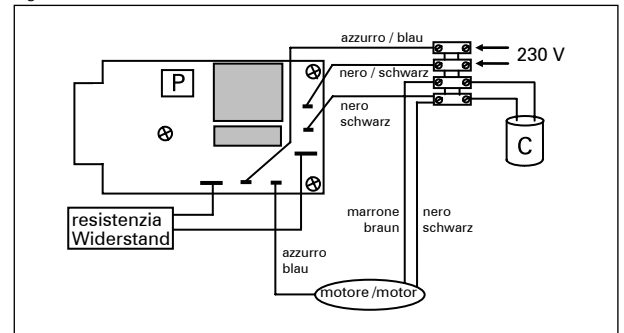 azzurro / blau
230 V
nero / schwarz
P
nero
schwarz
C
resistenzia
Widerstand
marrone
braun
nero
schwarz
azzurro
blau
motore/motor